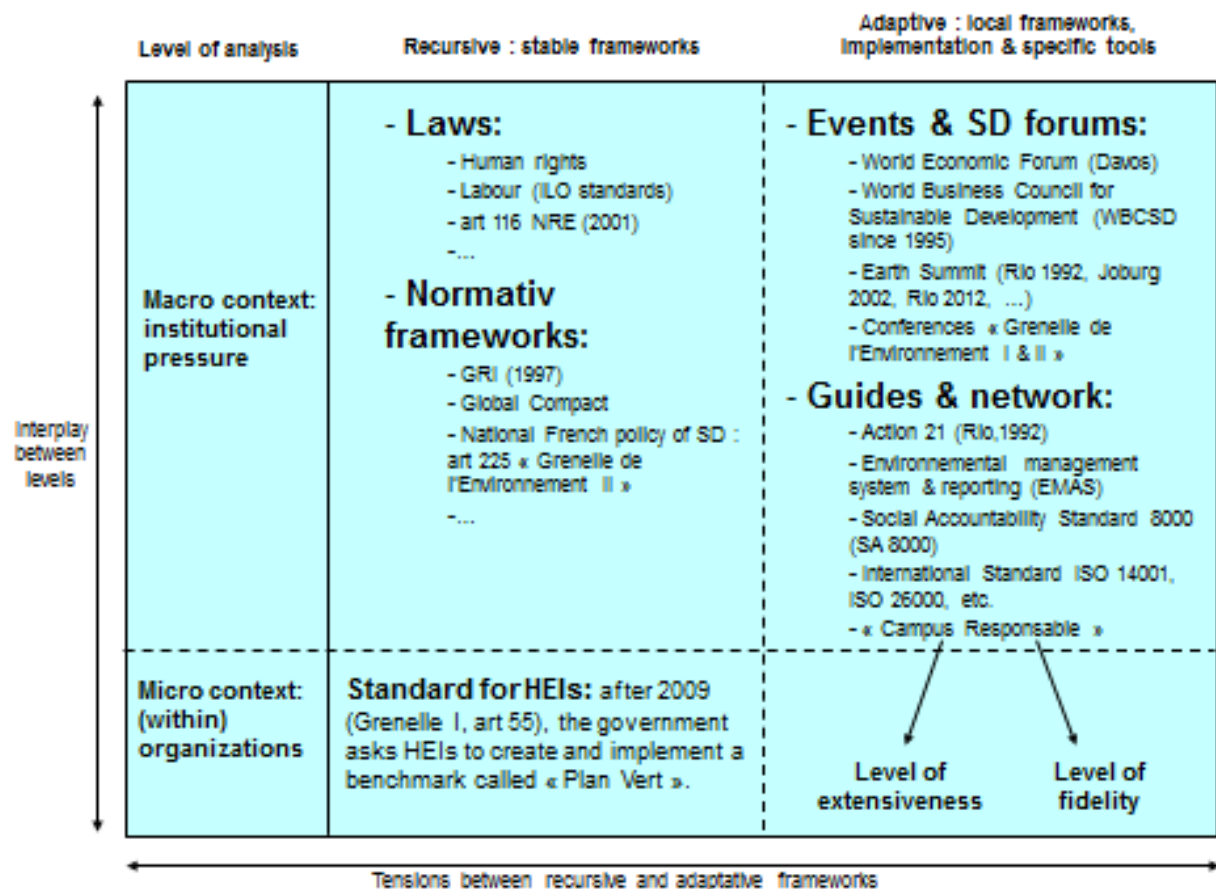 Level of analysis
Recursive : stable frameworks
Adaptive : local frameworks,
implementation & specific tools
Interplay
between
levels
Macro context:
institutional
pressure
- Laws:
- Human rights
- Labour (ILO standards)
- art 116 NRE (2001)
-...
- Normativ
frameworks:
- GRI (1997)
- Global Compact
- National French policy of SD :
art 225 « Grenelle de
l'Environnement II »
-...
- Events & SD forums:
- World Economic Forum (Davos)
- World Business Council for
Sustainable Development (WBCSD
since 1995)
- Earth Summit (Rio 1992, Joburg
2002, Rio 2012, ...)
- Conferences « Grenelle de
l'Environnement I & II »
- Guides & network:
- Action 21 (Rio,1992)
- Environnemental management
system & reporting (EMAS)
- Social Accountability Standard 8000
(SA 8000)
- International Standard ISO 14001,
ISO 26000, etc.
- « Campus Responsable »
Micro context:
(within)
organizations
Standard for HEIs: after 2009
(Grenelle I, art 55), the government
asks HEIs to create and implement a
benchmark called « Plan Vert ».
Level of
extensiveness
Level of
fidelity
Tensions between recursive and adaptative frameworks